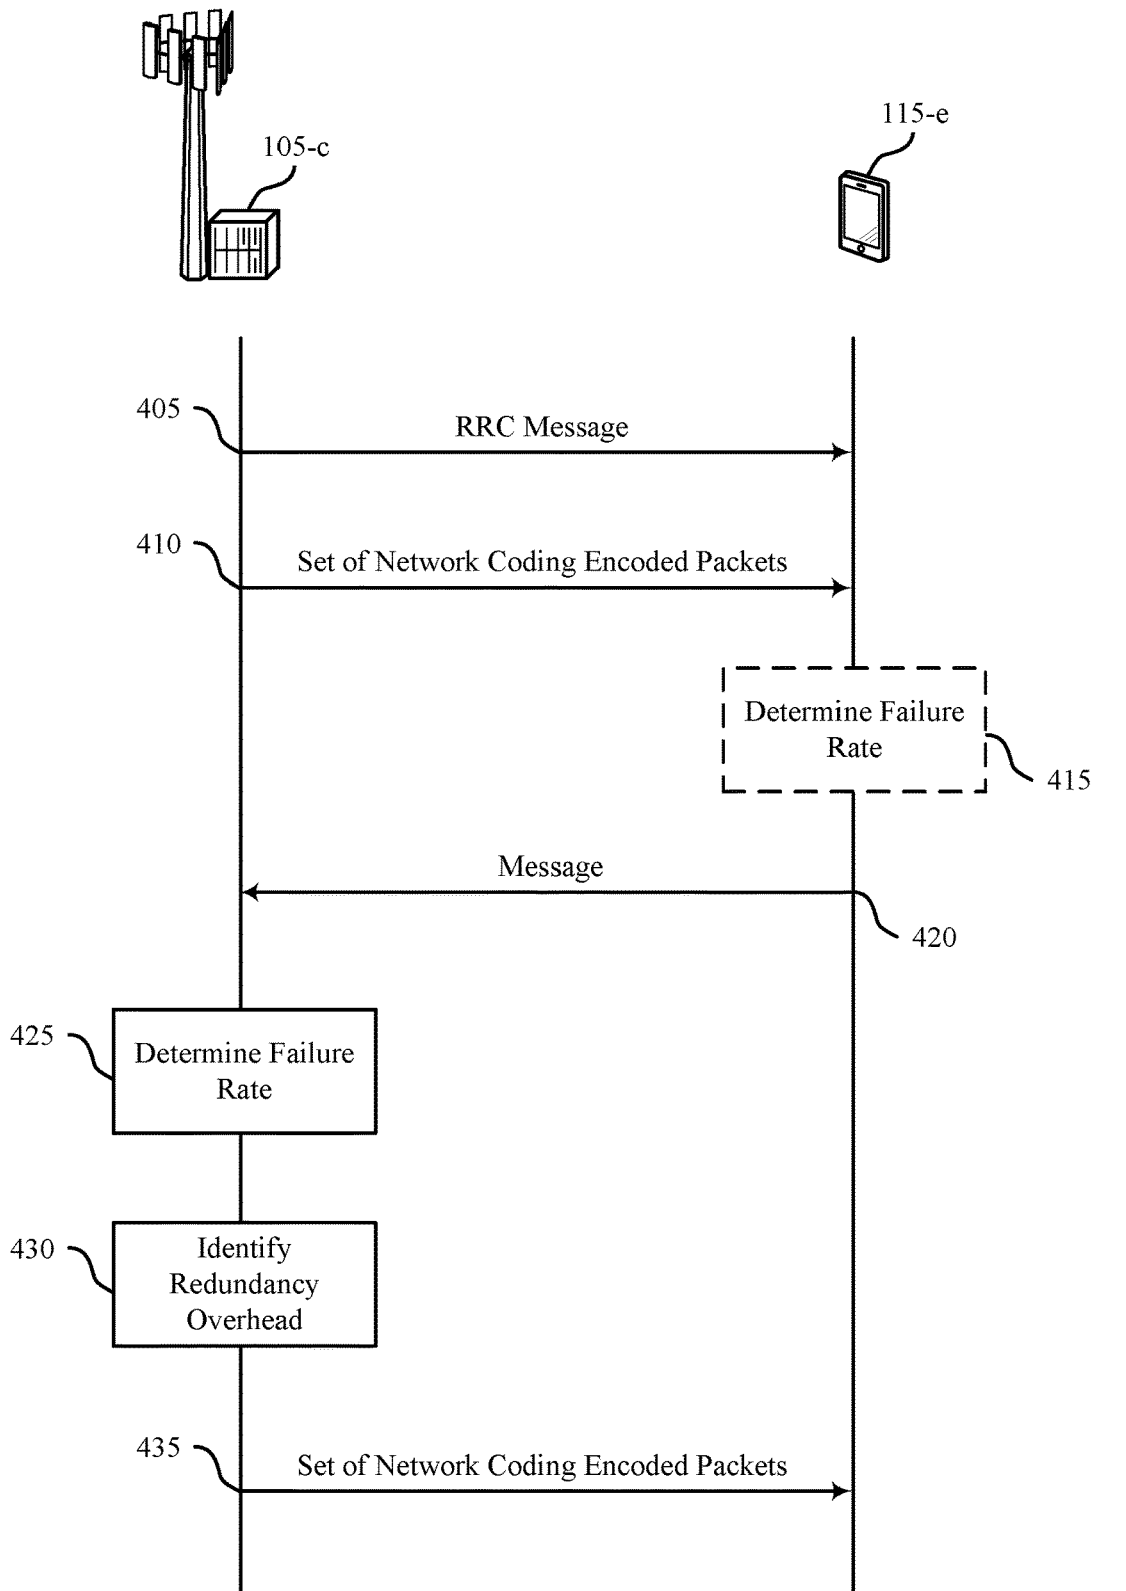 105-c
115-e
405
RRC Message
410
Set of Network Coding Encoded Packets
Determine Failure
Rate
415
Message
420
425
Determine Failure
Rate
430
Identify
Redundancy
Overhead
435
Set of Network Coding Encoded Packets